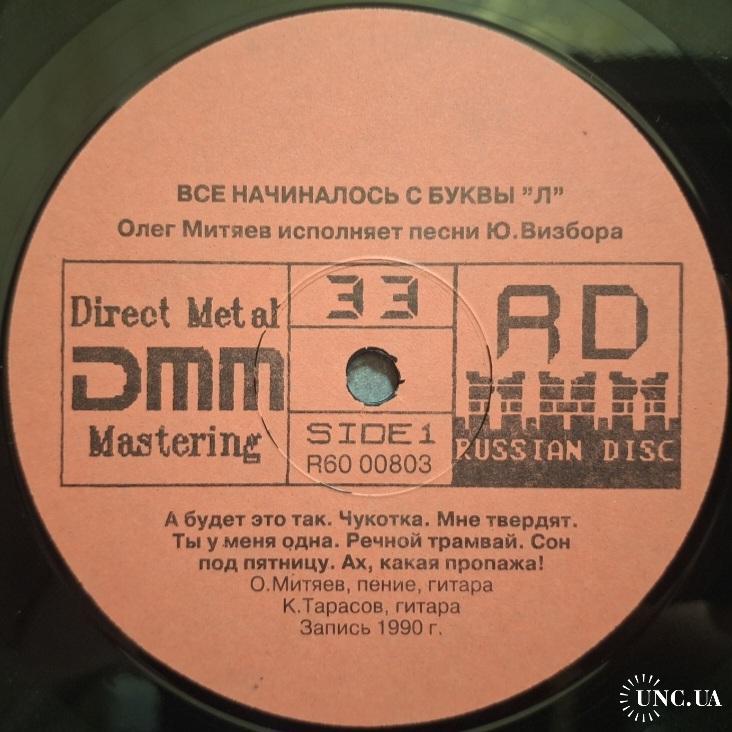 ВСЕ НАЧИНАЛОСЬ С БУКВЫ "Л"
Олег Митяев исполняет песни Ю.Визбора
Direct Metal
DMM
Mastering
33
SIDE 1
R60 00803
RD
RUSSIAN DISC
А будет это так. Чукотка. Мне твердят.
Ты у меня одна. Речной трамвай. Сон
под пятницу. Ах, какая пропажа!
О.Митяев, пение, гитара
К.Тарасов, гитара
Запись 1990 г.
UNC.UA